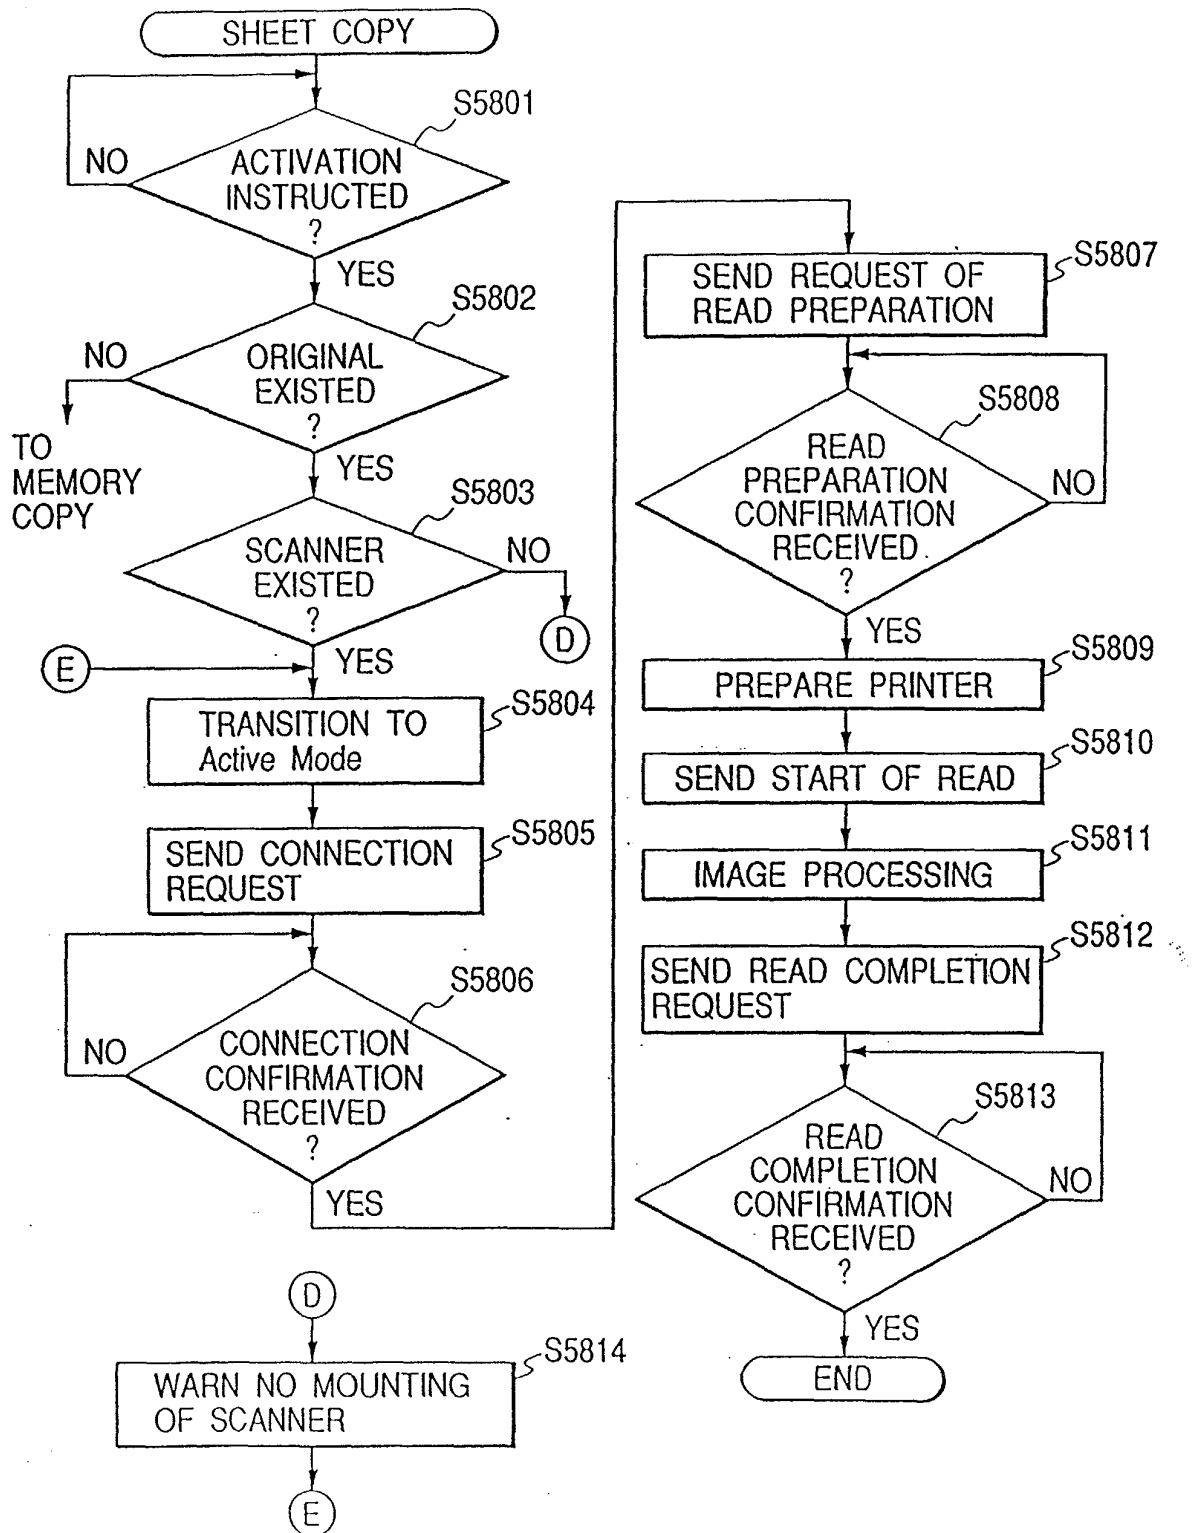 SHEET COPY
S5801
NO
ACTIVATION
INSTRUCTED
?
YES
S5802
NO
ORIGINAL
EXISTED
?
TO
MEMORY
COPY
YES
S5803
SCANNER
EXISTED
?
NO
D
E
YES
S5804
TRANSITION TO
Active Mode
S5805
SEND CONNECTION
REQUEST
S5806
NO
CONNECTION
CONFIRMATION
RECEIVED
?
YES
D
S5814
WARN NO MOUNTING
OF SCANNER
E
S5807
SEND REQUEST OF
READ PREPARATION
S5808
READ
PREPARATION
CONFIRMATION
RECEIVED
?
NO
YES
S5809
PREPARE PRINTER
S5810
SEND START OF READ
S5811
IMAGE PROCESSING
S5812
SEND READ COMPLETION
REQUEST
S5813
READ
COMPLETION
CONFIRMATION
RECEIVED
?
NO
YES
END